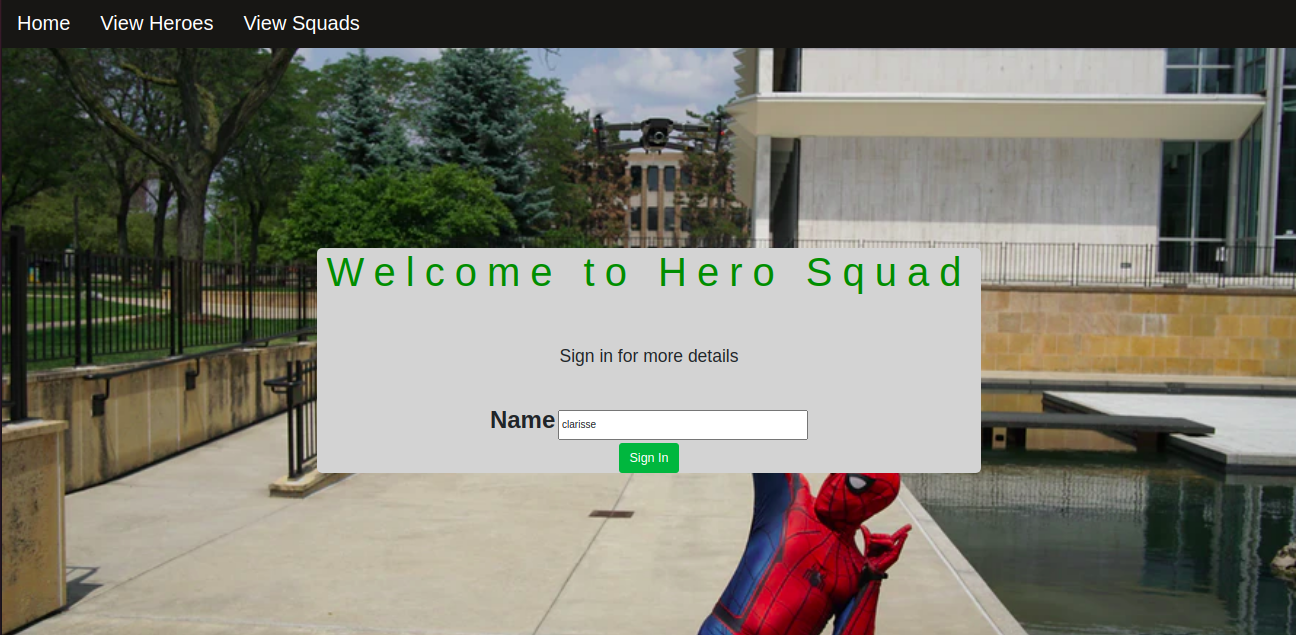 Home View Heroes View Squads
Welcome to Hero Squad
Sign in for more details
Name clarisse
Sign In